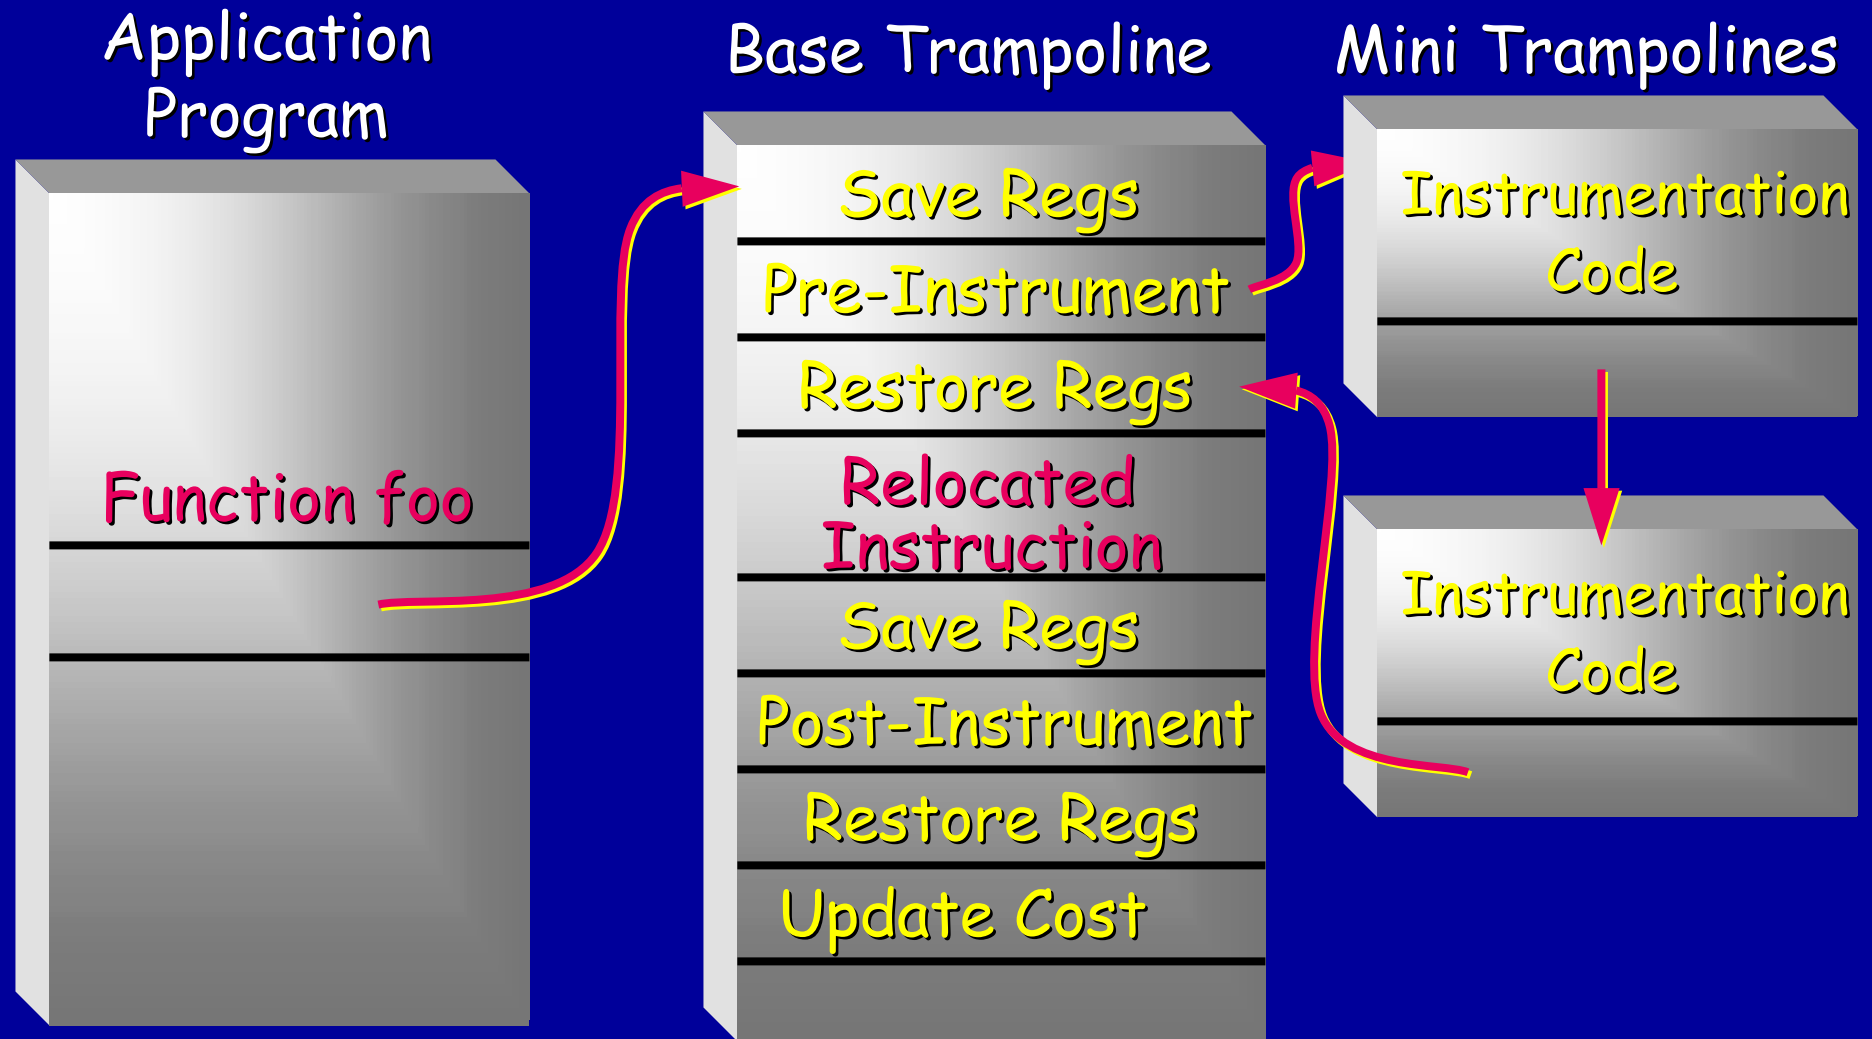 Application
Program
Function foo
Base Trampoline
Save Regs
Pre-Instrument
Restore Regs
Relocated
Instruction
Save Regs
Post-Instrument
Restore Regs
Update Cost
Mini Trampolines
Instrumentation
Code
Instrumentation
Code